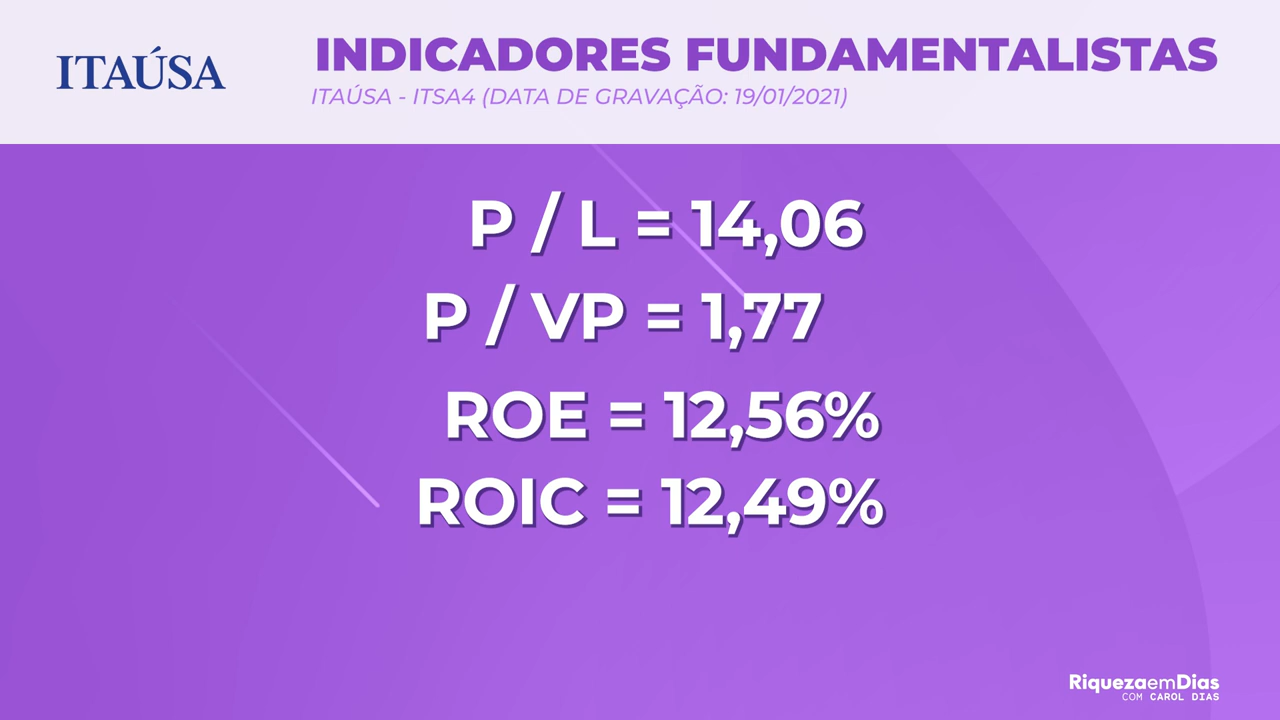 ITAÚSA
INDICADORES FUNDAMENTALISTAS
ITAÚSA - ITSA4 (DATA DE GRAVAÇÃO: 19/01/2021)
P / L = 14,06
P / VP = 1,77
ROE = 12,56%
ROIC = 12,49%
RiquezaemDias
COM CAROL DIAS